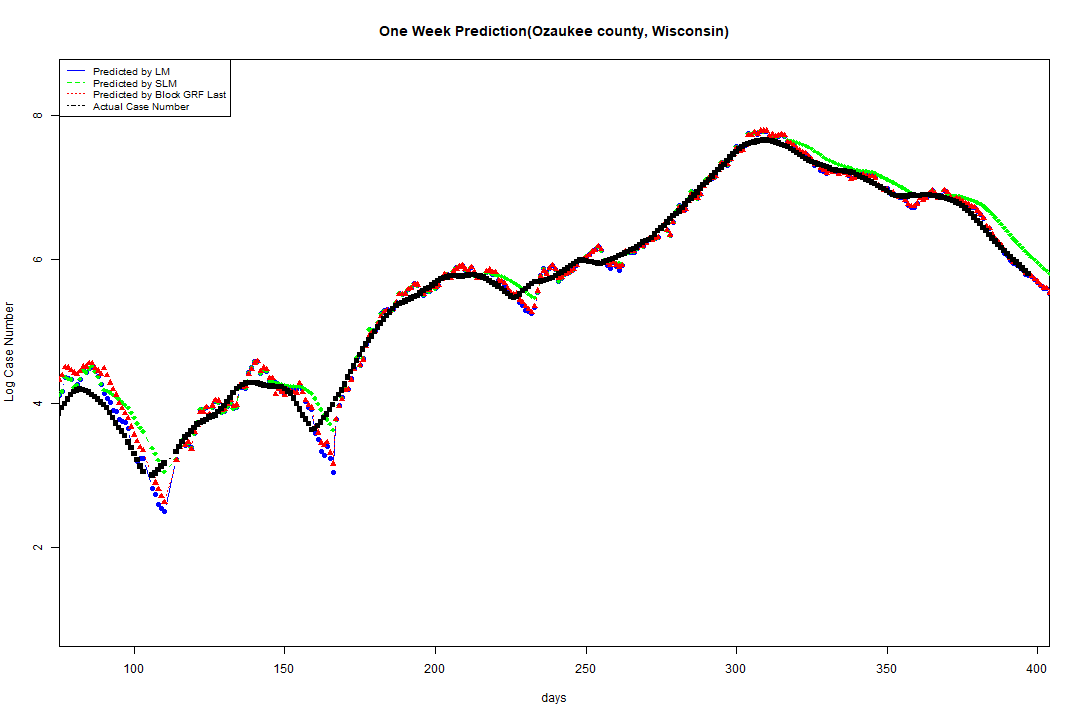 One Week Prediction(Ozaukee county, Wisconsin)
Predicted by LM
Predicted by SLM
Predicted by Block GRF Last
Actual Case Number
Log Case Number
8
6
4
2
100 150 200 250 300 350 400
days